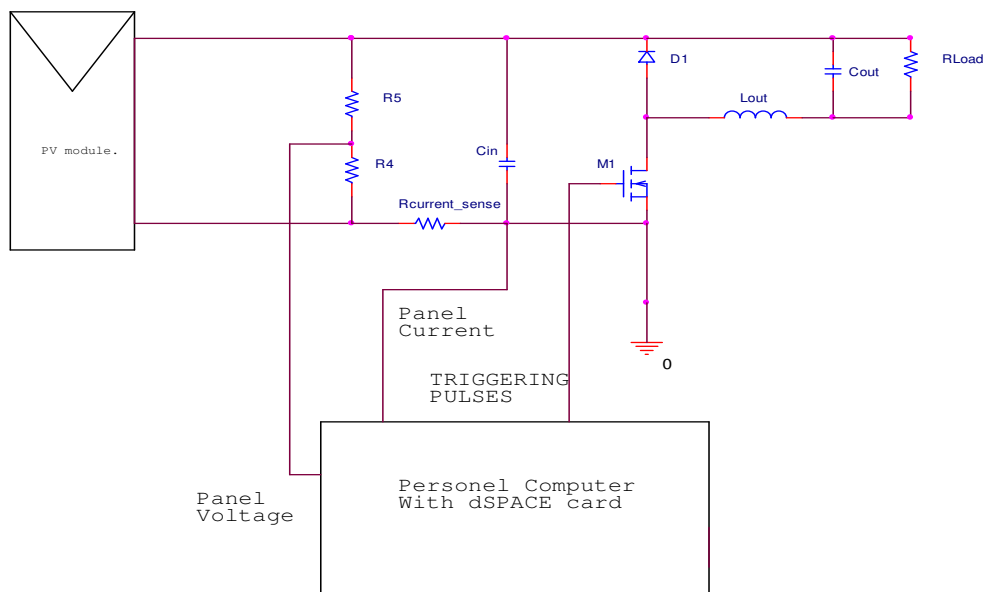 D1
RLoad
Cout
R5
Lout
PV module.
R4
Cin
M1
Rcurrent_sense
Panel
Current
0
TRIGGERING
PULSES
Personel Computer
With dSPACE card
Panel
Voltage